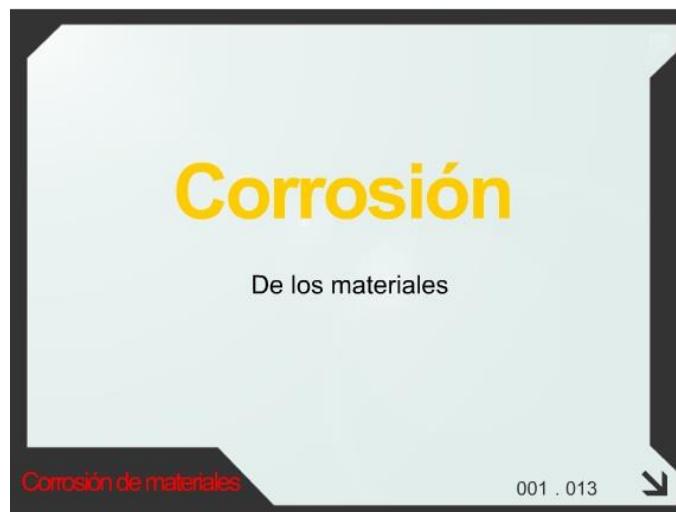 Corrosión
De los materiales
Corrosión de materiales
001 . 013